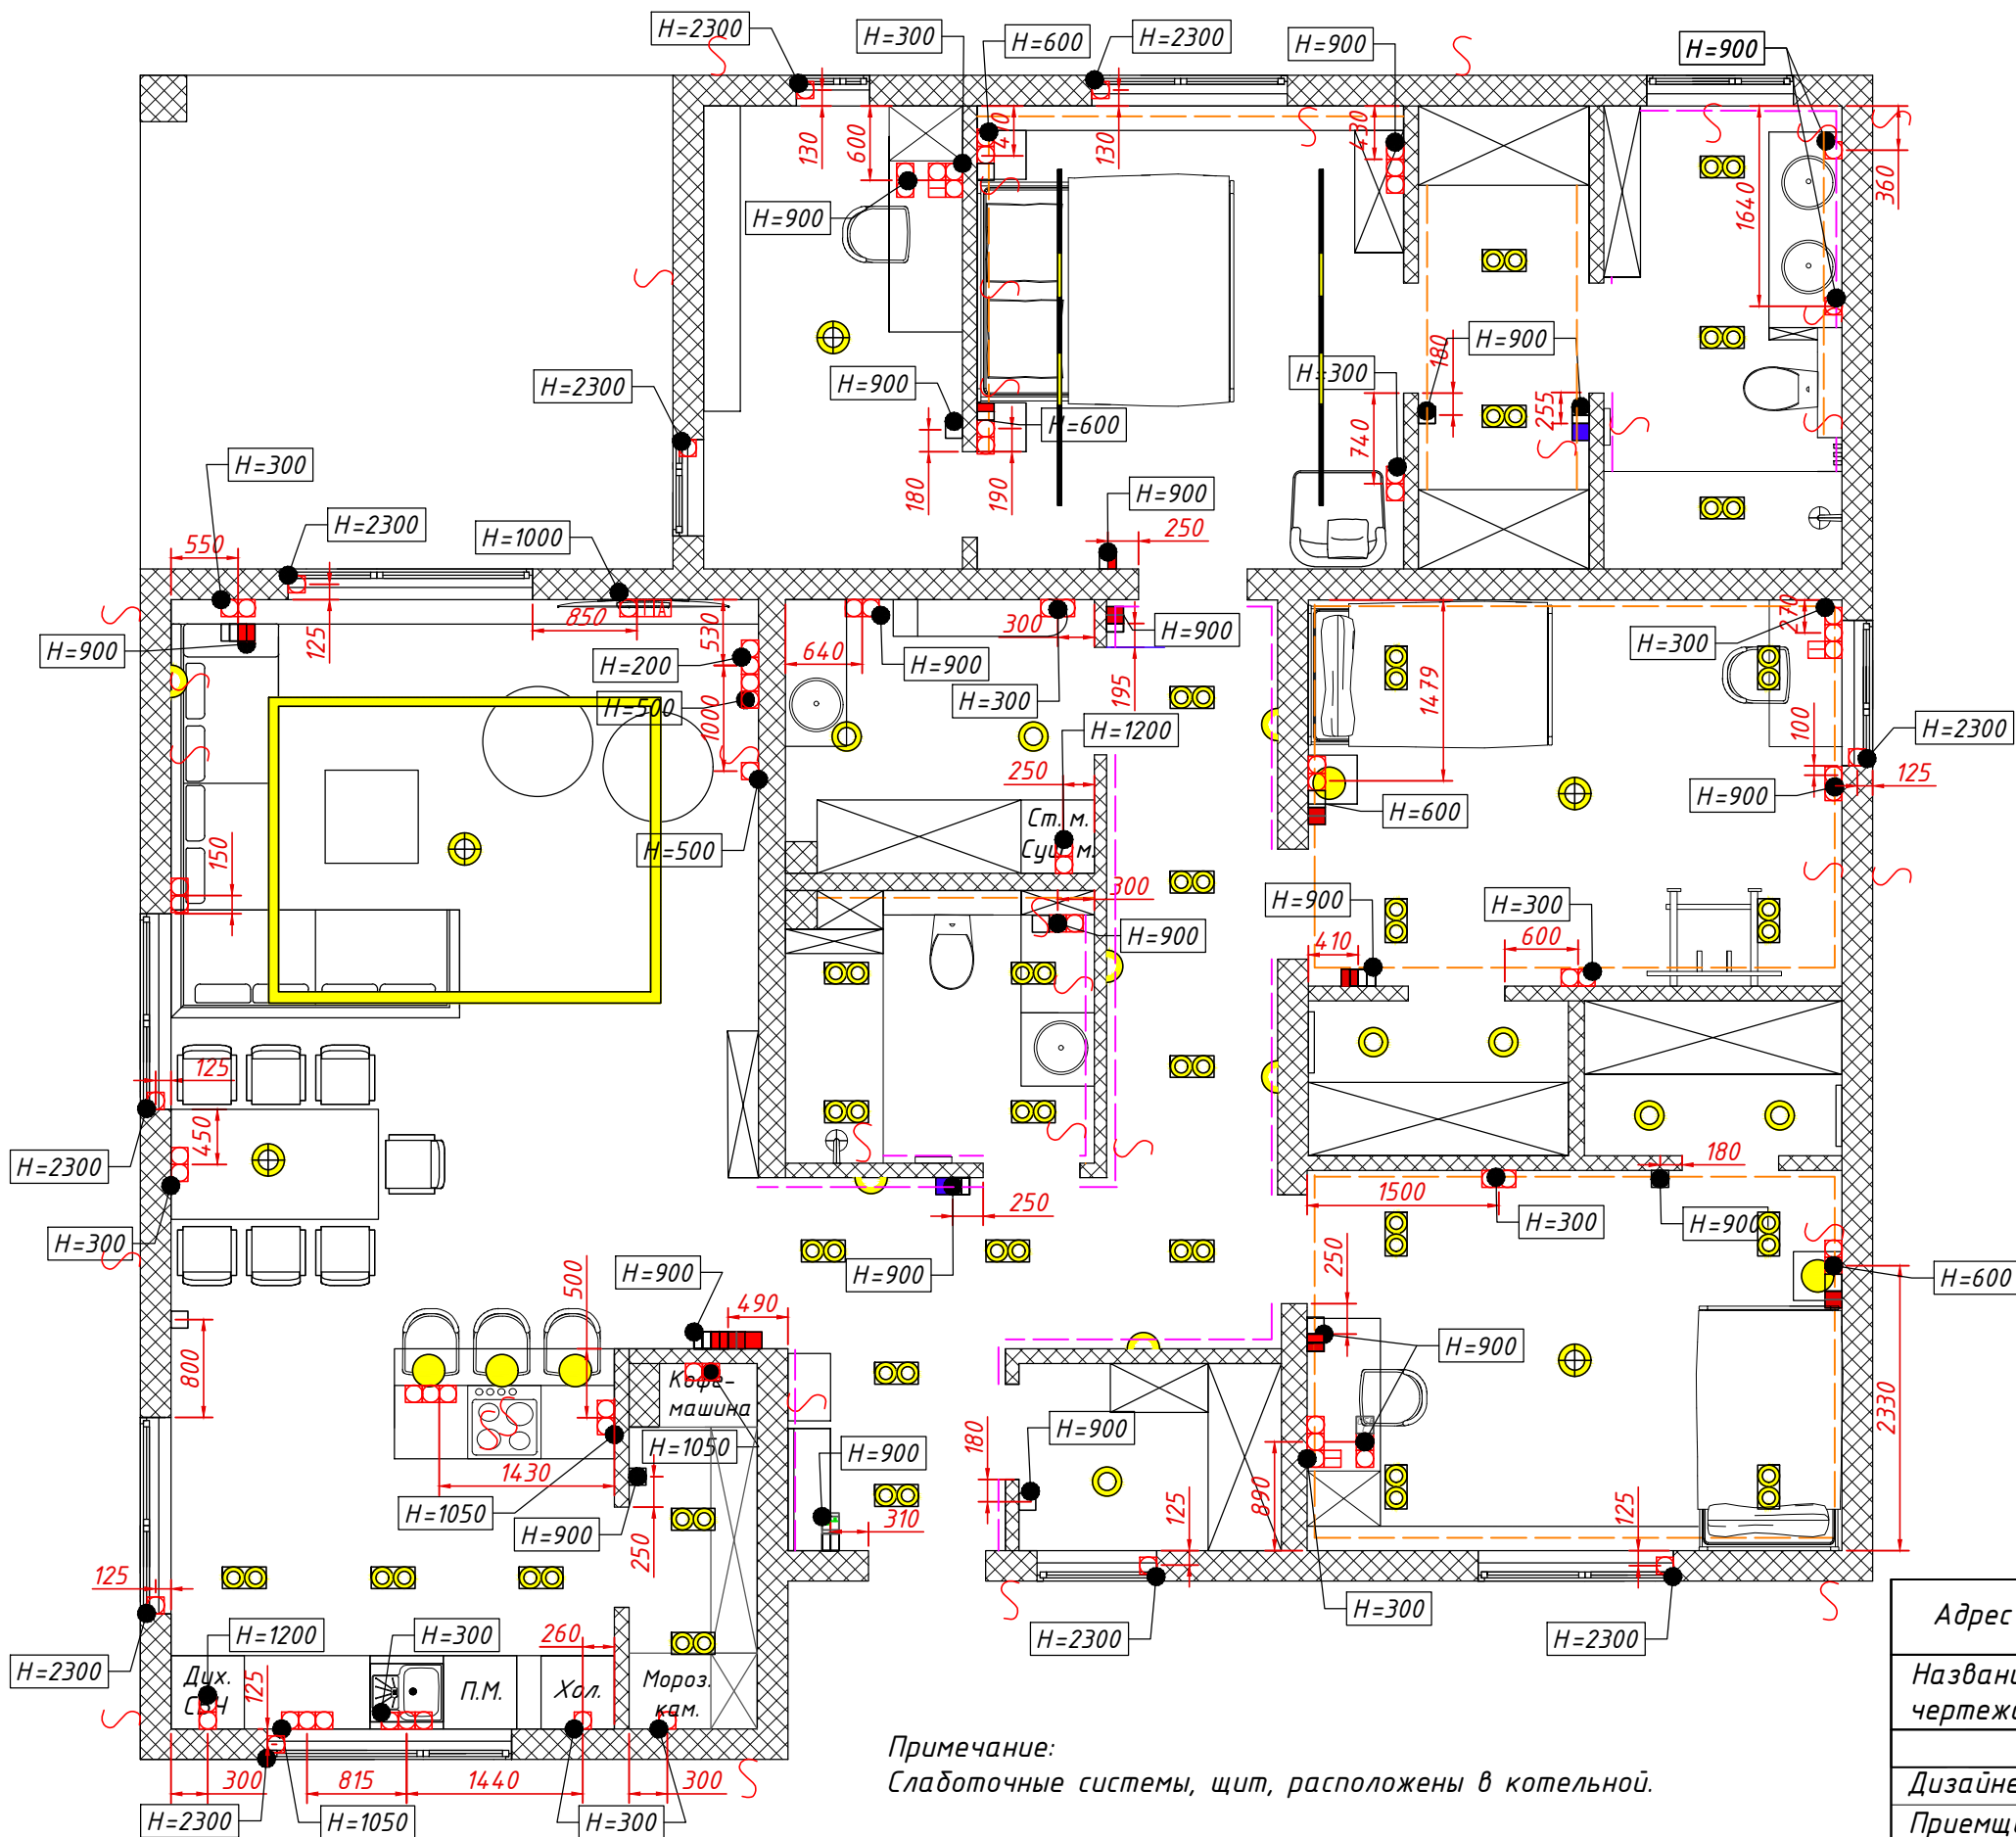 H=2300
H=300
H=600
H=2300
H=900
H=900
130
600
410
130
430
1640
360
H=900
H=900
180
H=300
H=2300
H=900
H=600
255
740
H=300
180
190
H=900
250
H=2300
H=1000
550
125
850
530
300
H=900
270
H=300
H=900
H=200
640
H=900
195
H=300
1479
H=500
1000
H=1200
100
H=2300
250
125
H=900
H=600
Ст. м.
Суш м.
H=500
150
300
H=900
H=300
H=900
410
600
125
450
H=2300
180
1500
H=300
H=900
250
H=300
H=900
500
H=900
490
250
H=600
H=900
800
Кофе-
машина
H=1050
H=900
180
H=900
2330
1430
H=1050
H=900
250
310
890
125
125
125
H=300
H=2300
H=2300
H=1200
H=300
260
H=2300
Дух.
СВЧ
125
П.М.
Хол.
Мороз.
кам.
300
815
1440
300
H=2300
H=1050
H=300
Примечание:
Слаботочные системы, щит, расположены в котельной.
Адрес
Названи
чертежа
Дизайне
Приемщ